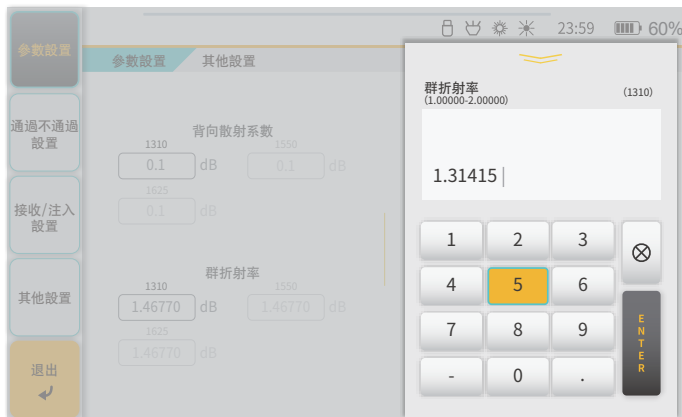 23:59 60%
參數設置
參數設置 其他設置
通過不通過
設置
接收/注入
設置
其他設置
退出
背向散射系數
1310 1550
0.1 dB 0.1 dB
1625
0.1 dB
群折射率
1310 1550
1.46770 dB 1.46770 dB
1625
1.46770 dB
群折射率
(1.00000-2.00000) (1310)
1.31415
1 2 3
4 5 6
7 8 9
- 0 .
ENTER